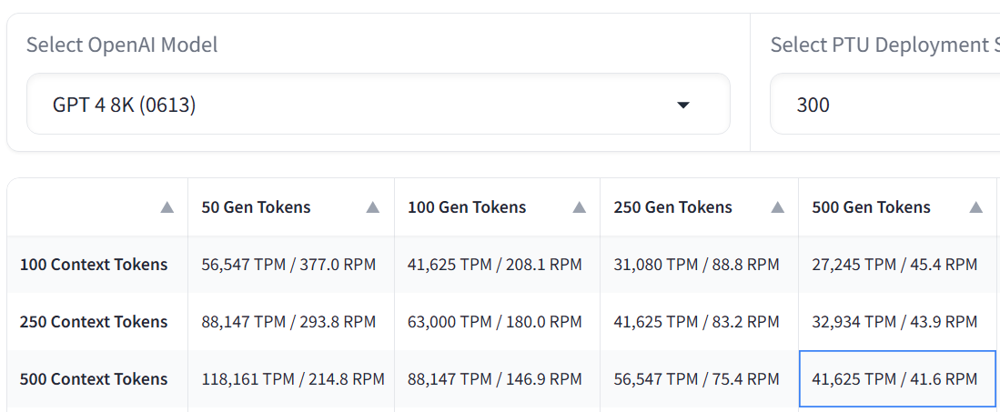 Select OpenAI Model
Select PTU Deployment S
GPT 4 8K (0613)
300
50 Gen Tokens 100 Gen Tokens 250 Gen Tokens 500 Gen Tokens
100 Context Tokens 56,547 TPM / 377.0 RPM 41,625 TPM / 208.1 RPM 31,080 TPM / 88.8 RPM 27,245 TPM / 45.4 RPM
250 Context Tokens 88,147 TPM / 293.8 RPM 63,000 TPM / 180.0 RPM 41,625 TPM / 83.2 RPM 32,934 TPM / 43.9 RPM
500 Context Tokens 118,161 TPM / 214.8 RPM 88,147 TPM / 146.9 RPM 56,547 TPM / 75.4 RPM 41,625 TPM / 41.6 RPM